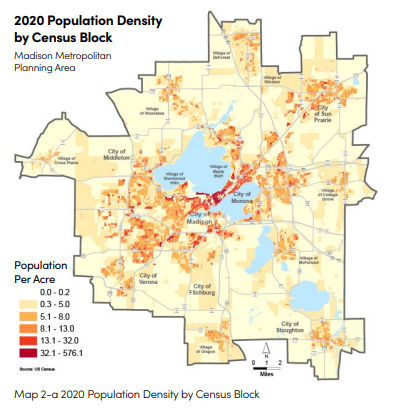 2020 Population Density
by Census Block
Madison Metropolitan
Planning Area
Village of
DeForest
Village of
Windsor
City
of Sun
Prairie
Village
of Waunakee
Village of
Cross Plains
City of
Middleton
Village of
Shorewood
Hills
Village of
Maple
Bluff
City of
Monona
Village
of Cottage
Grove
City of
Madison
Village of
McFarland
City of
Verona
City of
Fitchburg
City of
Stoughton
Village
of Oregon
Population
Per Acre
0.0 - 0.2
0.3 - 5.0
5.1 - 8.0
8.1 - 13.0
13.1 - 32.0
32.1 - 576.1
Source: US Census
N
0 1 2
Miles
Map 2-a 2020 Population Density by Census Block